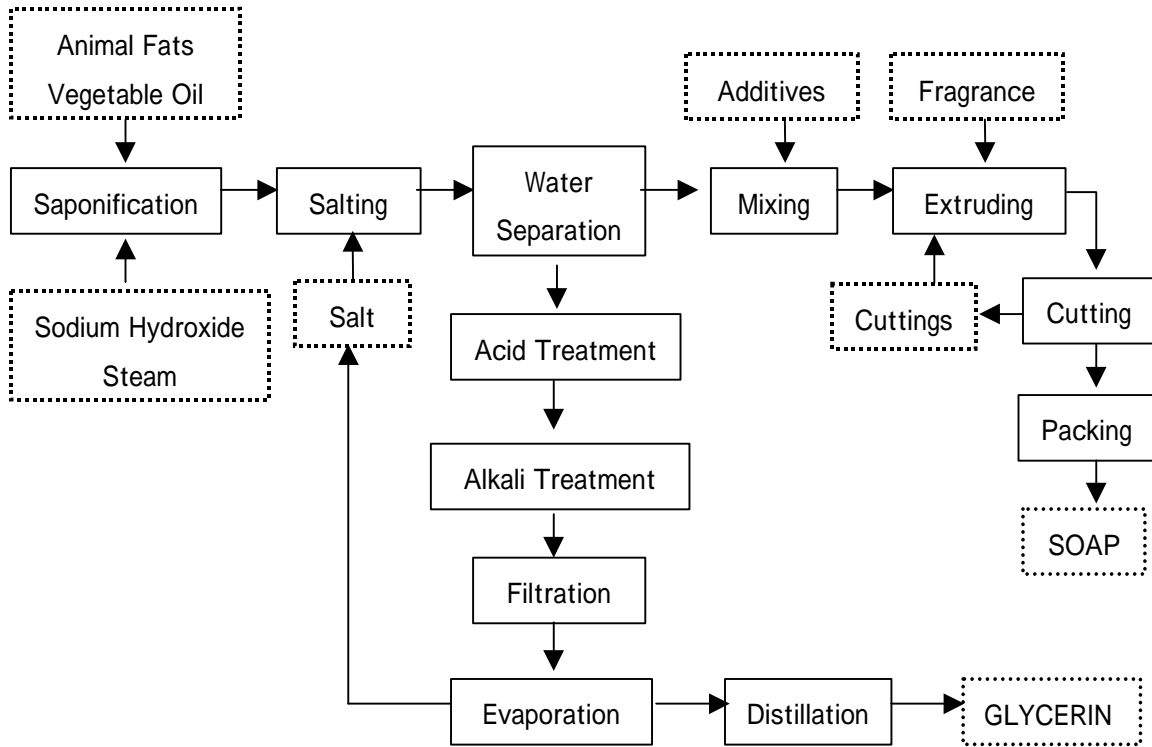 Animal Fats
Vegetable Oil
Additives
Fragrance
Saponification
Salting
Water
Separation
Mixing
Extruding
Sodium Hydroxide
Steam
Salt
Cuttings
Cutting
Acid Treatment
Packing
Alkali Treatment
SOAP
Filtration
Evaporation
Distillation
GLYCERIN